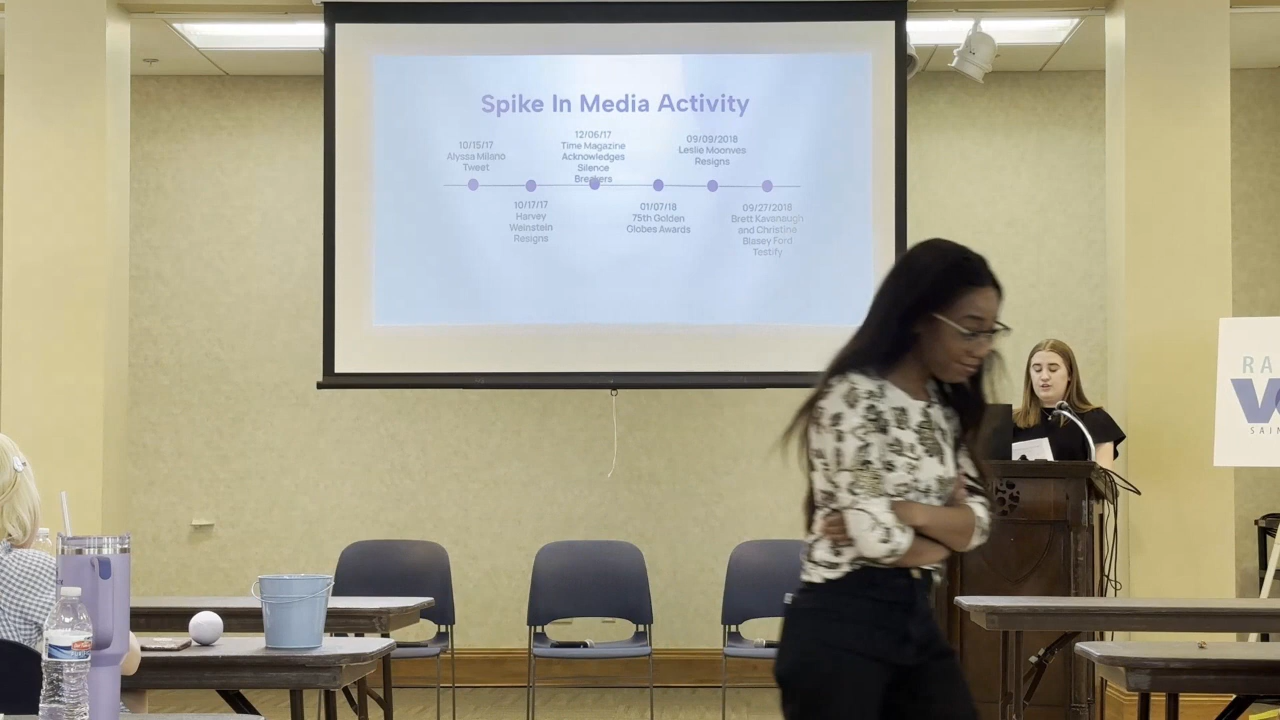 Spike In Media Activity
10/15/17
Alyssa Milano
Tweet
10/17/17
Harvey
Weinstein
Resigns
12/06/17
Time Magazine
Acknowledges
Silence
Breakers
01/07/18
75th Golden
Globes Awards
09/09/2018
Leslie Moonves
Resigns
09/27/2018
Brett Kavanaugh
and Christine
Blasey Ford
Testify
RA
SAIN